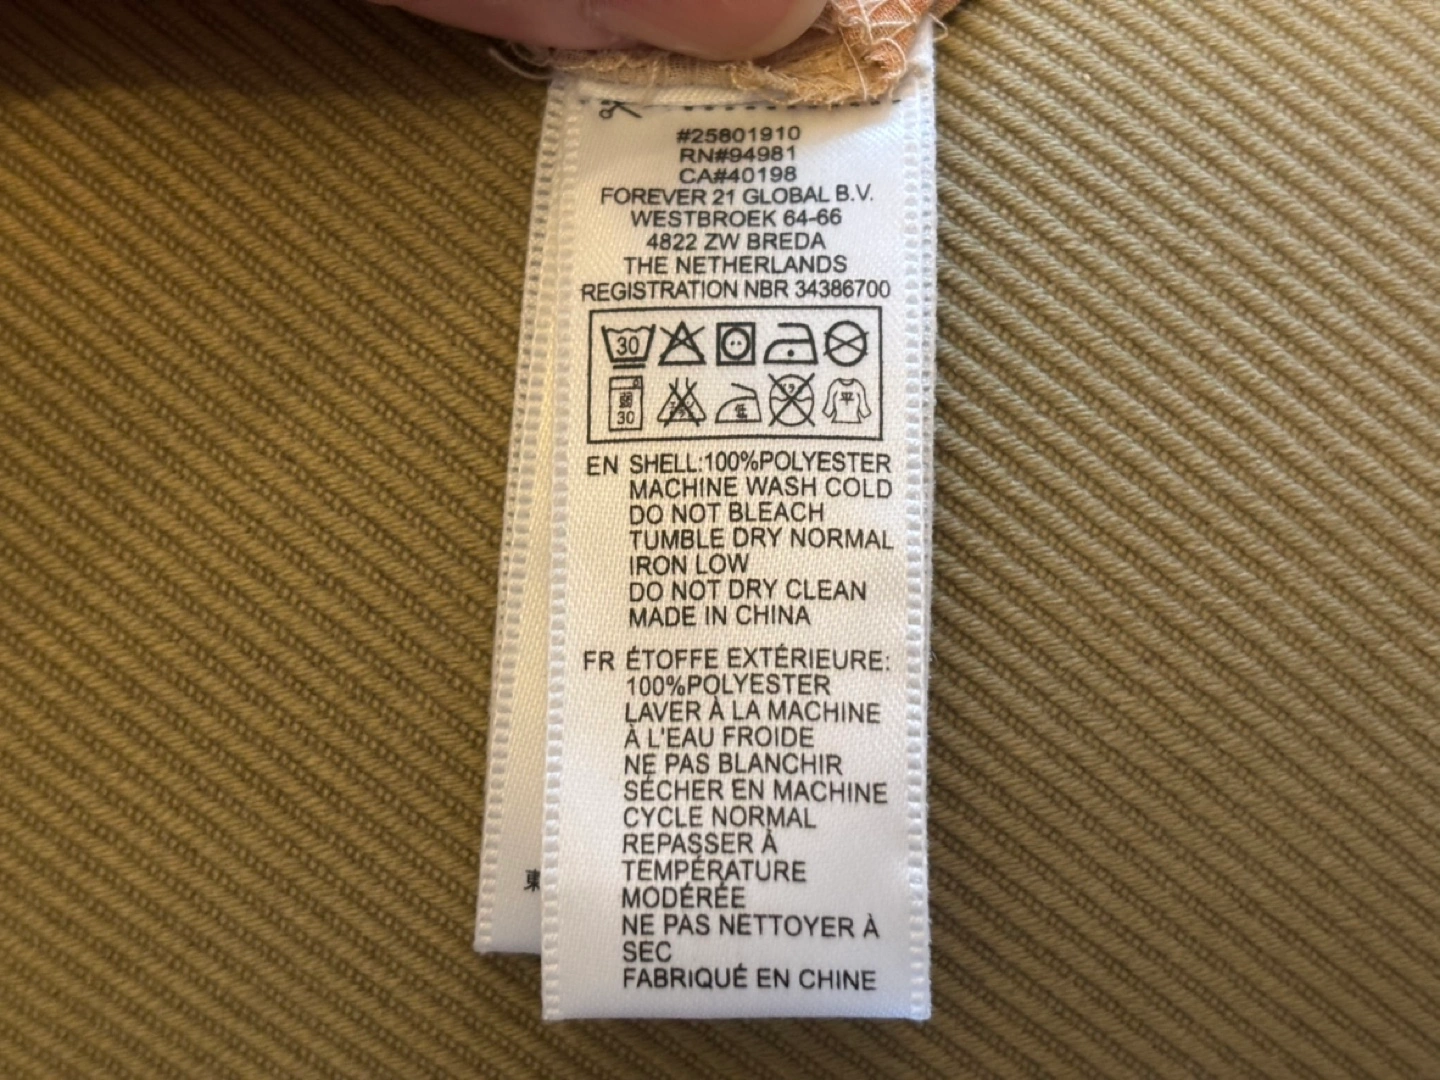 #25801910
RN#94981
CA#40198
FOREVER 21 GLOBAL B.V.
WESTBROEK 64-66
4822 ZW BREDA
THE NETHERLANDS
REGISTRATION NBR 34386700
30
弱
30
低
平
EN SHELL:100%POLYESTER
MACHINE WASH COLD
DO NOT BLEACH
TUMBLE DRY NORMAL
IRON LOW
DO NOT DRY CLEAN
MADE IN CHINA
FR ÉTOFFE EXTÉRIEURE:
100%POLYESTER
LAVER À LA MACHINE
À L'EAU FROIDE
NE PAS BLANCHIR
SÉCHER EN MACHINE
CYCLE NORMAL
REPASSER À
TEMPÉRATURE
MODÉRÉE
NE PAS NETTOYER À
SEC
FABRIQUÉ EN CHINE